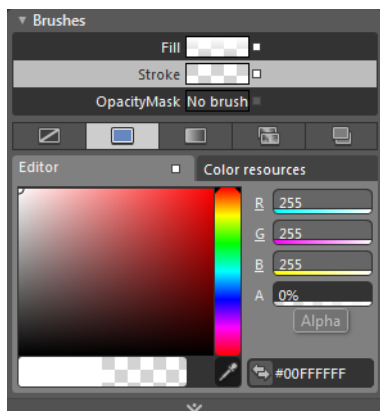 Brushes
Fill
Stroke
OpacityMask No brush
Editor
Color resources
R 255
G 255
B 255
A 0%
Alpha
#00FFFFFF